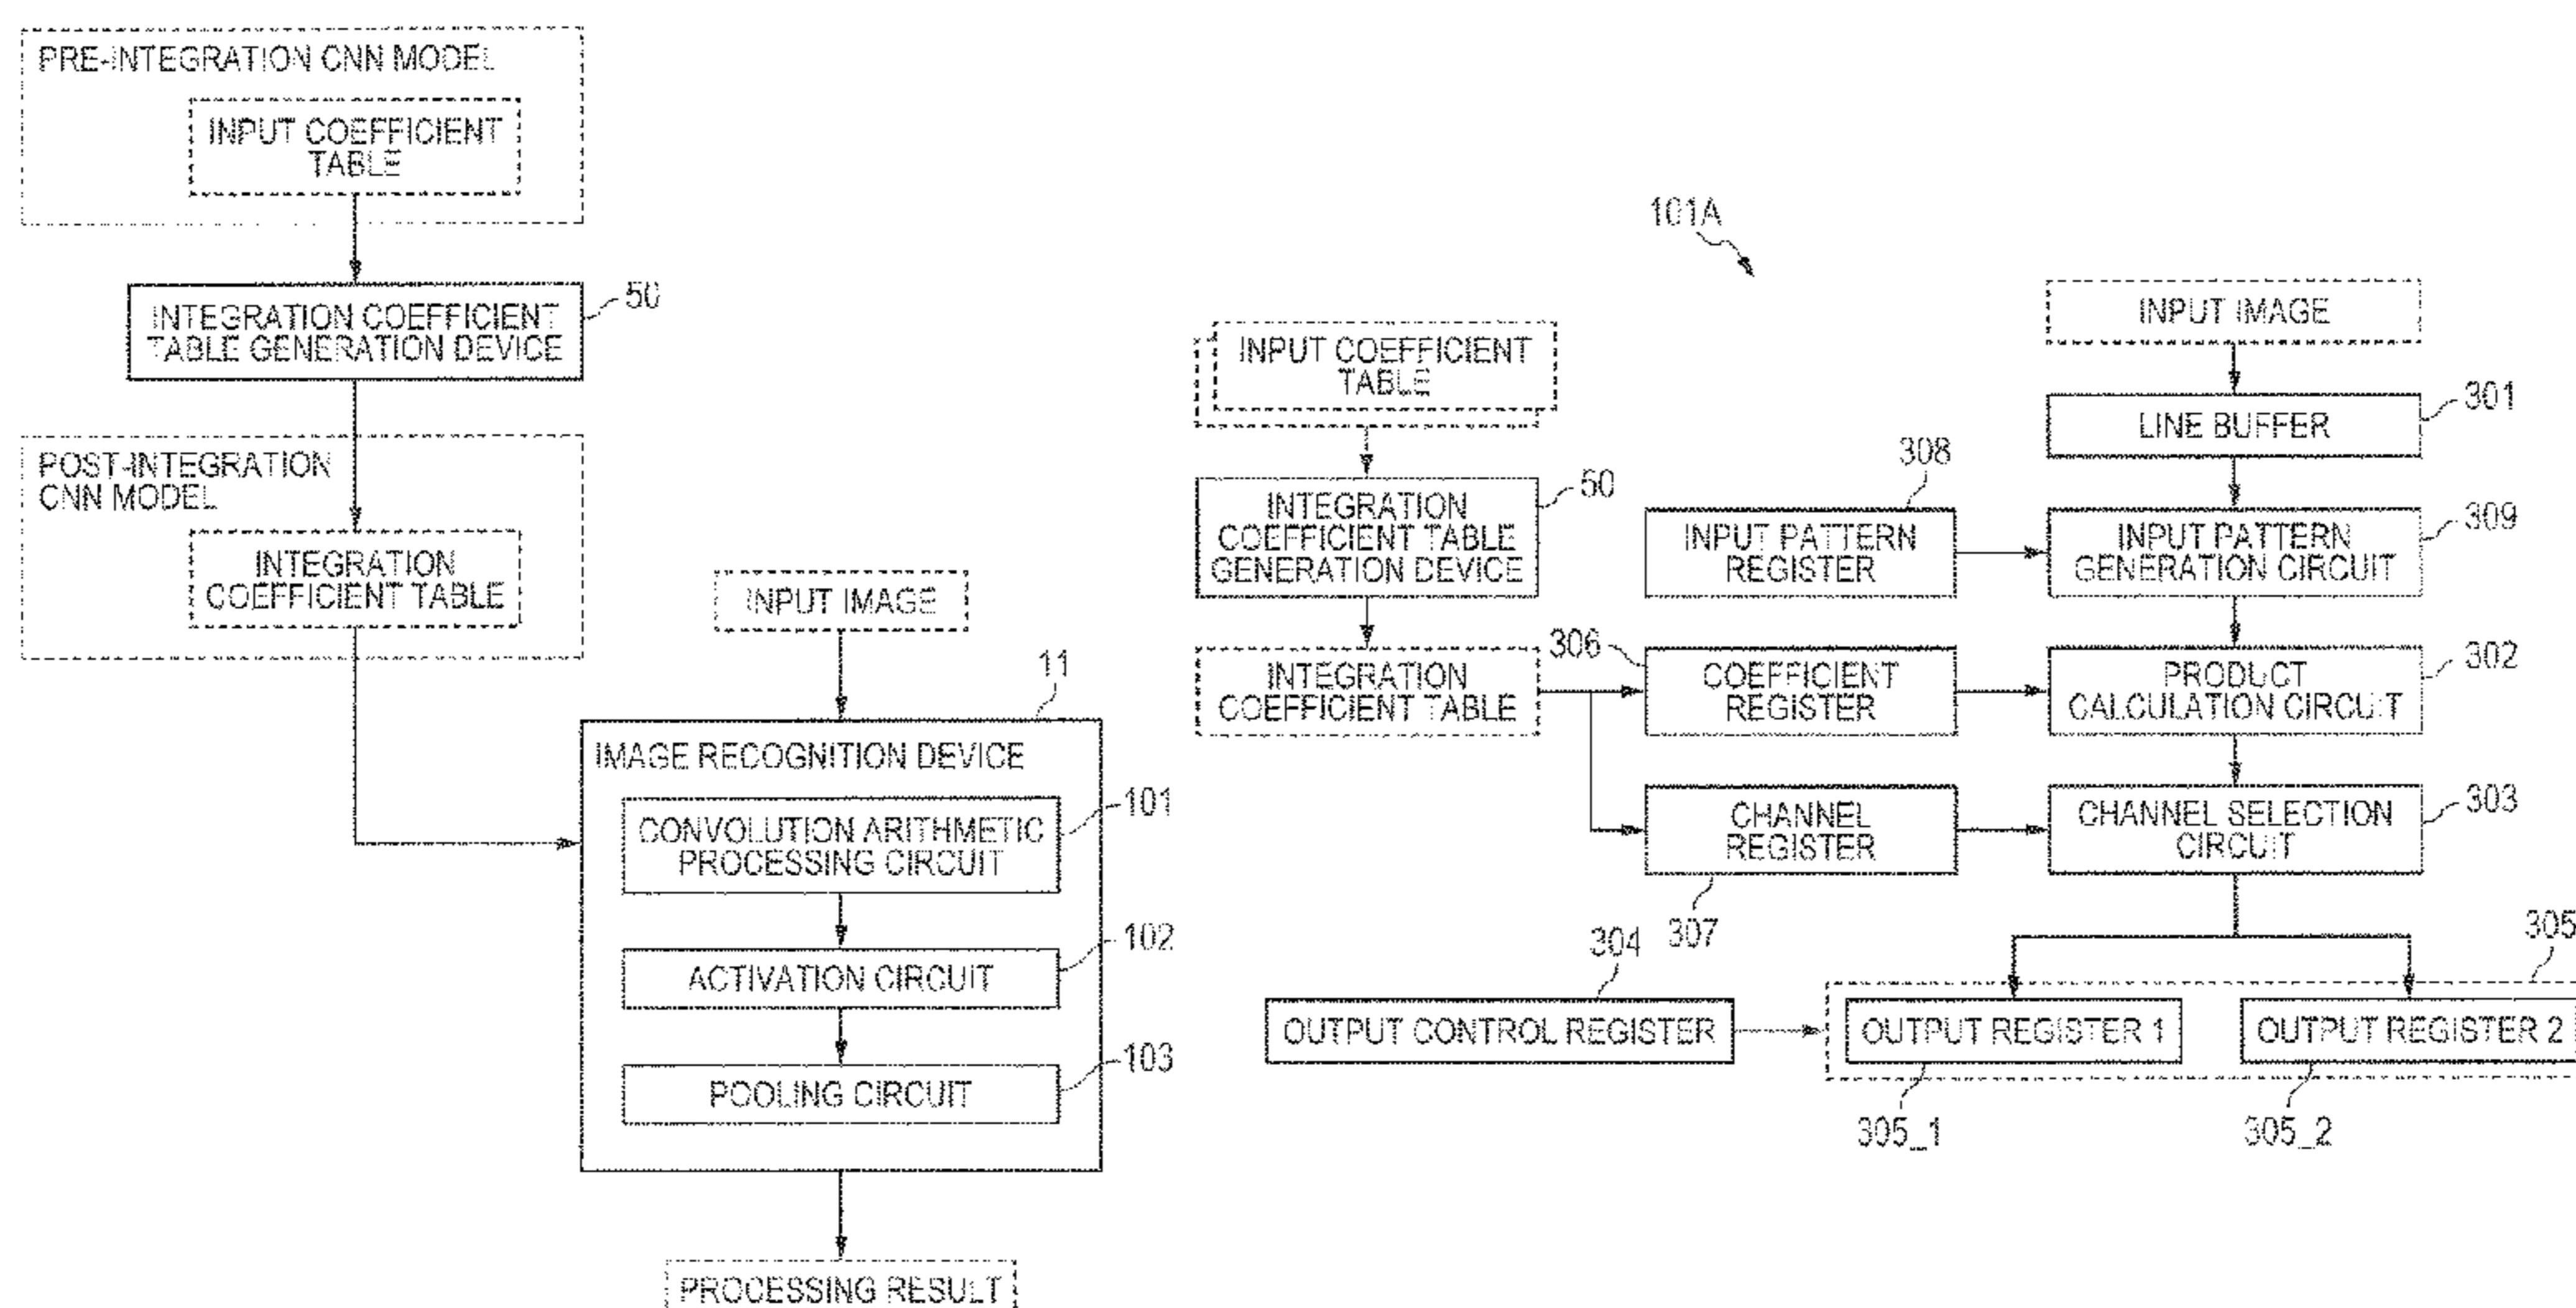 PRE-INTEGRATION CNN MODEL
INPUT COEFFICIENT
TABLE
50
INTEGRATION COEFFICIENT
TABLE GENERATION DEVICE
POST-INTEGRATION
CNN MODEL
INTEGRATION
COEFFICIENT TABLE
INPUT IMAGE
11
IMAGE RECOGNITION DEVICE
101
CONVOLUTION ARITHMETIC
PROCESSING CIRCUIT
102
ACTIVATION CIRCUIT
103
POOLING CIRCUIT
PROCESSING RESULT
101A
INPUT COEFFICIENT
TABLE
50
INTEGRATION
COEFFICIENT TABLE
GENERATION DEVICE
INTEGRATION
COEFFICIENT TABLE
INPUT IMAGE
301
LINE BUFFER
308
INPUT PATTERN
REGISTER
309
INPUT PATTERN
GENERATION CIRCUIT
306
COEFFICIENT
REGISTER
302
PRODUCT
CALCULATION CIRCUIT
CHANNEL
REGISTER
307
303
CHANNEL SELECTION
CIRCUIT
304
OUTPUT CONTROL REGISTER
305
OUTPUT REGISTER 1
OUTPUT REGISTER 2
305_1
305_2